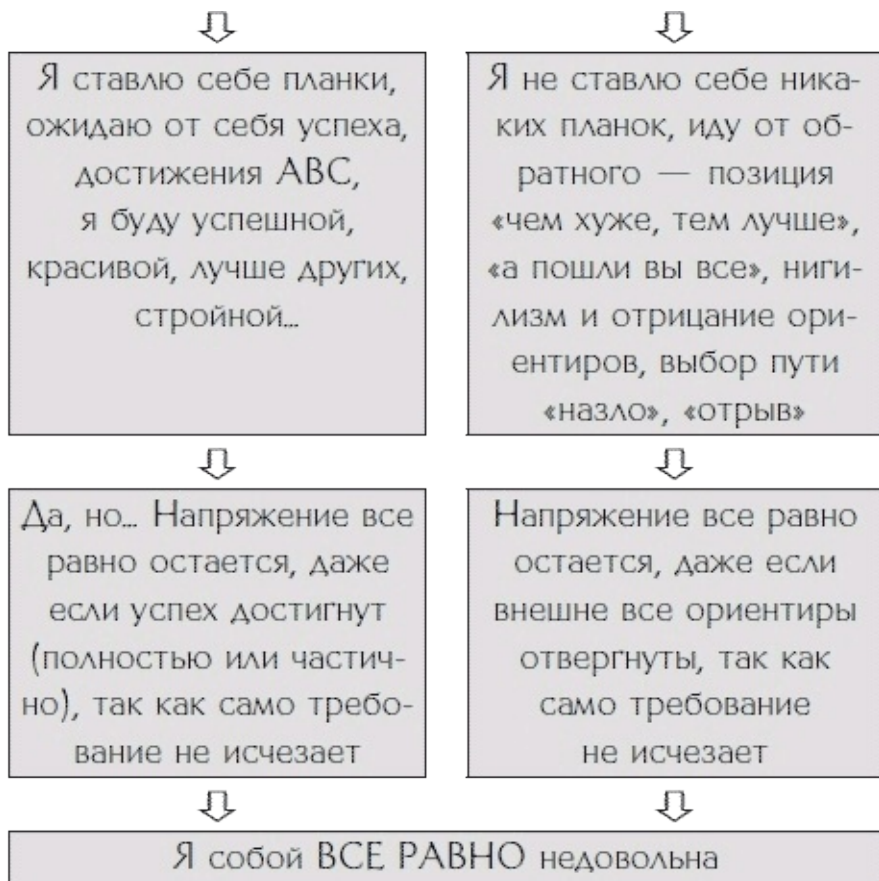 Я ставлю себе планки,
ожидаю от себя успеха,
достижения АВС,
я буду успешной,
красивой, лучше других,
стройной...
Я не ставлю себе ника-
ких планок, иду от об-
ратного — позиция
«чем хуже, тем лучше»,
«а пошли вы все», ниги-
лизм и отрицание ори-
ентиров, выбор пути
«назло», «отрыв»
Да, но... Напряжение все
равно остается, даже
если успех достигнут
(полностью или частич-
но), так как само требо-
вание не исчезает
Напряжение все равно
остается, даже если
внешне все ориентиры
отвергнуты, так как
само требование
не исчезает
Я собой ВСЕ РАВНО недовольна